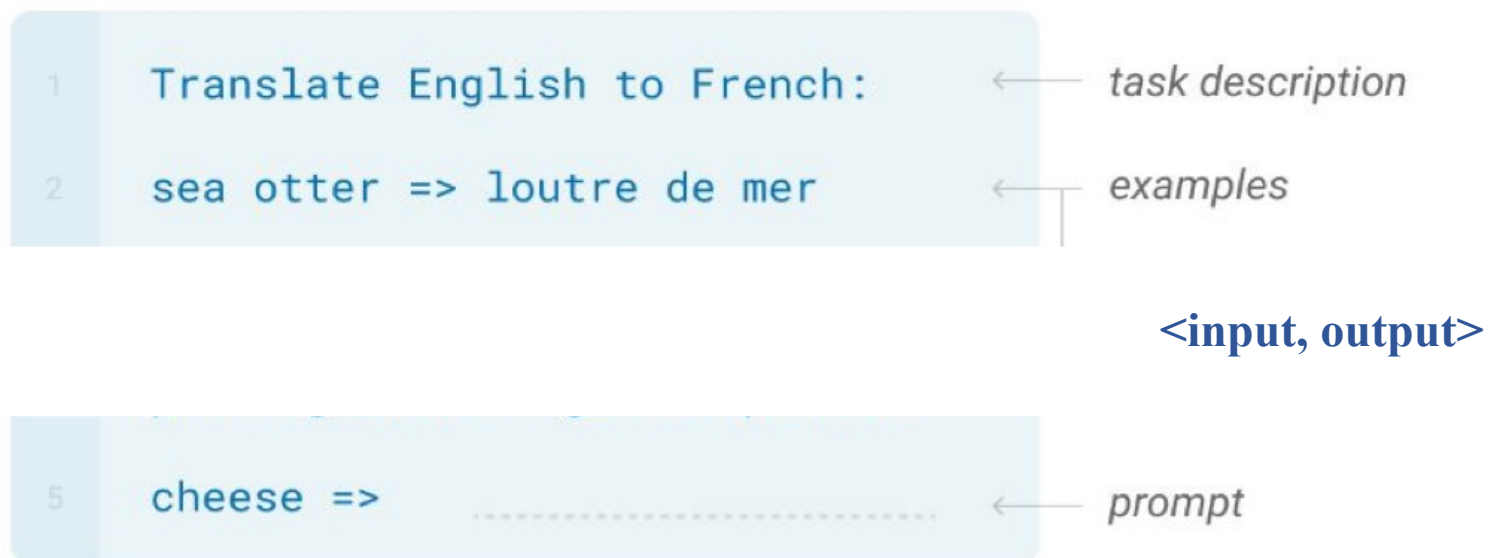 1 Translate English to French: task description
2 sea otter => loutre de mer examples
<input, output>
5 cheese => prompt